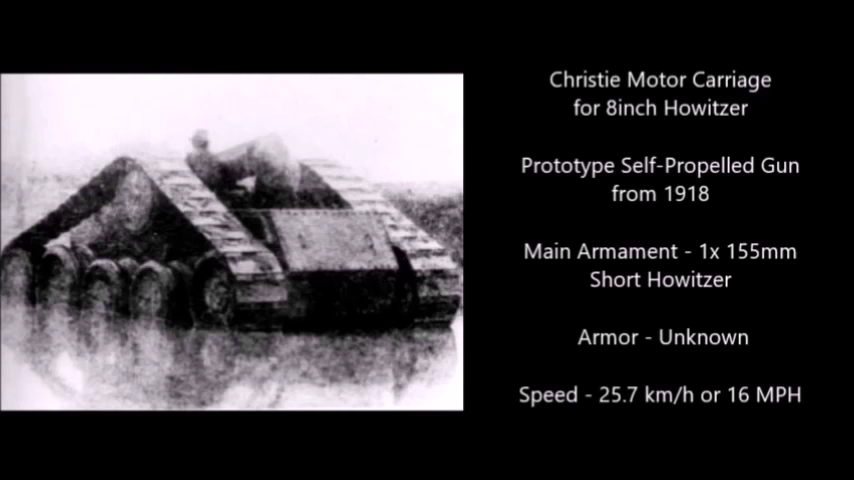 Christie Motor Carriage
for 8inch Howitzer
Prototype Self-Propelled Gun
from 1918
Main Armament - 1x 155mm
Short Howitzer
Armor - Unknown
Speed - 25.7 km/h or 16 MPH